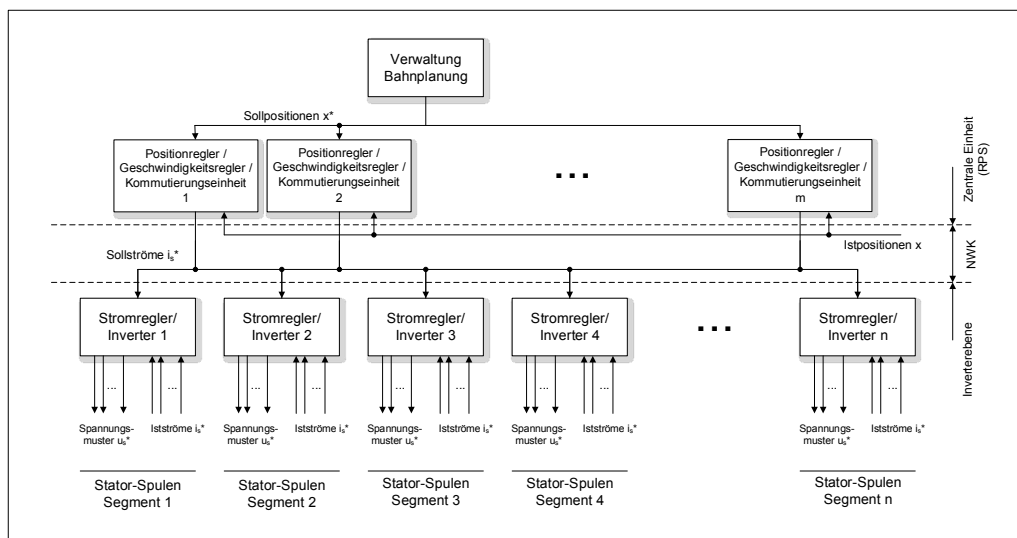 Verwaltung
Bahnplanung
Sollpositionen x*
Positionregler /
Geschwindigkeitsregler /
Kommutierungseinheit
1
Positionregler /
Geschwindigkeitsregler /
Kommutierungseinheit
2
...
Positionregler /
Geschwindigkeitsregler /
Kommutierungseinheit
m
Zentrale Einheit
(RPS)
Istpositionen x
NWK
Sollströme is*
Stromregler/
Inverter 1
Stromregler/
Inverter 2
Stromregler/
Inverter 3
Stromregler/
Inverter 4
...
Stromregler/
Inverter n
Inverterebene
...
...
...
...
...
...
...
...
...
...
Spannungs-
muster us*
Istströme is*
Spannungs-
muster us*
Istströme is*
Spannungs-
muster us*
Istströme is*
Spannungs-
muster us*
Istströme is*
Spannungs-
muster us*
Istströme is*
Stator-Spulen
Segment 1
Stator-Spulen
Segment 2
Stator-Spulen
Segment 3
Stator-Spulen
Segment 4
Stator-Spulen
Segment n